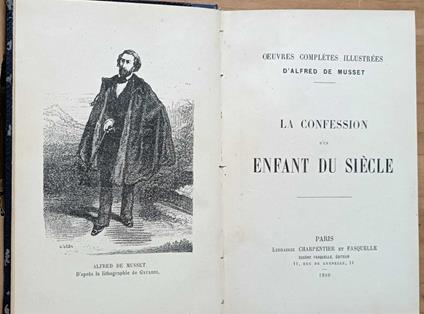 ALFRED DE MUSSET
D'après la lithographie de GAVARNI.
ŒUVRES COMPLÈTES ILLUSTRÉES
D'ALFRED DE MUSSET
LA CONFESSION
D'UN
ENFANT DU SIÈCLE
PARIS
LIBRAIRIE CHARPENTIER ET FASQUELLE
EUGÈNE FASQUELLE, ÉDITEUR
11, RUE DE GRENELLE, 11